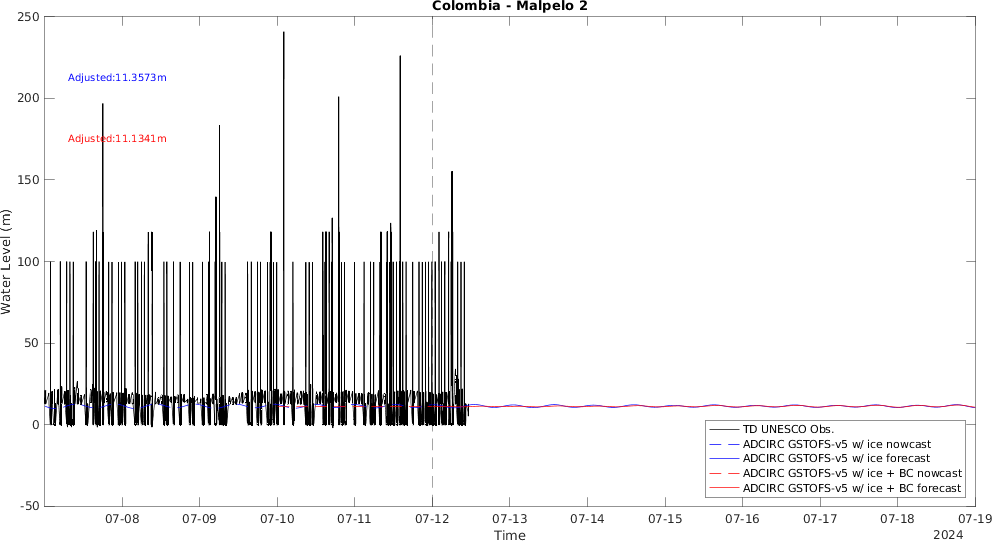 Colombia - Malpelo 2
250
200
150
100
50
0
-50
Water Level (m)
Adjusted:11.3573m
Adjusted:11.1341m
TD UNESCO Obs.
ADCIRC GSTOFS-v5 w/ ice nowcast
ADCIRC GSTOFS-v5 w/ ice forecast
ADCIRC GSTOFS-v5 w/ ice + BC nowcast
ADCIRC GSTOFS-v5 w/ ice + BC forecast
07-08 07-09 07-10 07-11 07-12 07-13 07-14 07-15 07-16 07-17 07-18 07-19
Time
2024